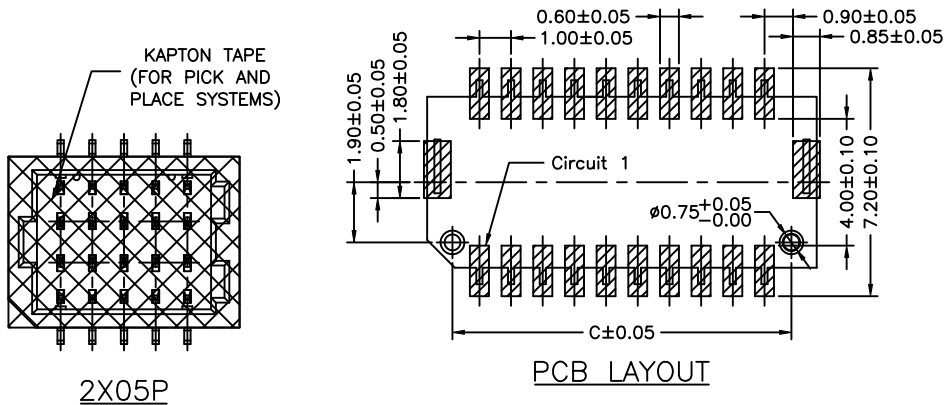 KAPTON TAPE
(FOR PICK AND
PLACE SYSTEMS)
2X05P
0.60±0.05
1.00±0.05
0.90±0.05
0.85±0.05
1.90±0.05
0.50±0.05
1.80±0.05
Circuit 1
ø0.75+0.05
-0.00
4.00±0.10
7.20±0.10
C±0.05
PCB LAYOUT